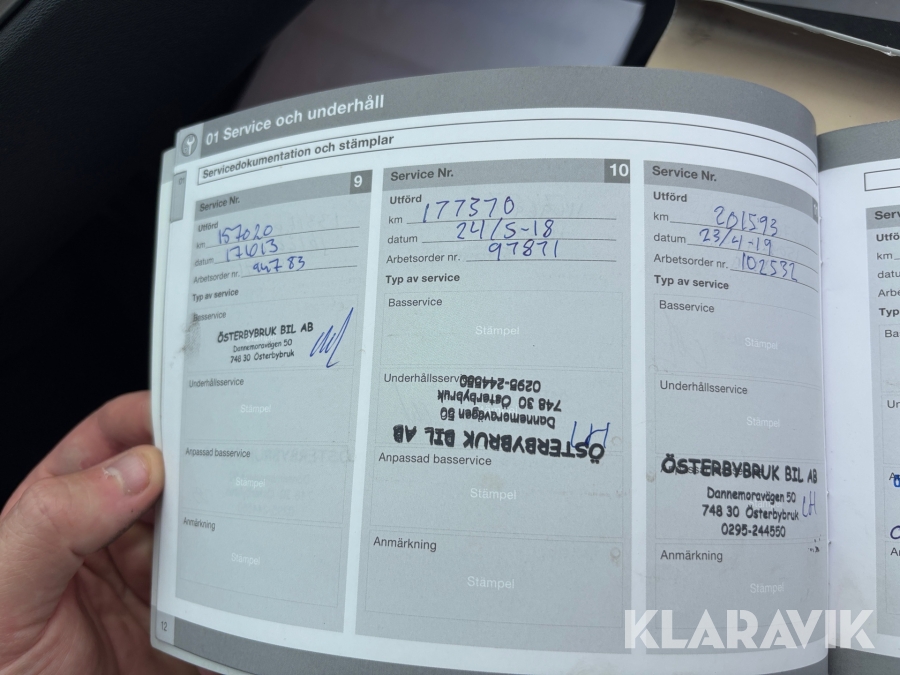 01 Service och underhåll
Servicedokumentation och stämplar
Service Nr. 9
Utförd
km 157020
datum 170613
Arbetsorder nr. 94783
Typ av service
Basservice
ÖSTERBYBRUK BIL AB
Dannemoravägen 50
748 30 Österbybruk
Underhållsservice
Stämpel
Anpassad basservice
Stämpel
Anmärkning
Stämpel
12
Service Nr. 10
Utförd
km 177370
datum 24/5-18
Arbetsorder nr. 97871
Typ av service
Basservice
Stämpel
Underhållsservice
ÖSTERBYBRUK BIL AB
Dannemoravägen 50
748 30 Österbybruk
0295-244550
LH
Anpassad basservice
Stämpel
Anmärkning
Stämpel
Service Nr.
Utförd
km 201593
datum 23/4-19
Arbetsorder nr. 102532
Typ av service
Basservice
Stämpel
Underhållsservice
Stämpel
ÖSTERBYBRUK BIL AB
Dannemoravägen 50
748 30 Österbybruk
0295-244550
LH
Anmärkning
Stämpel
KLARAVIK